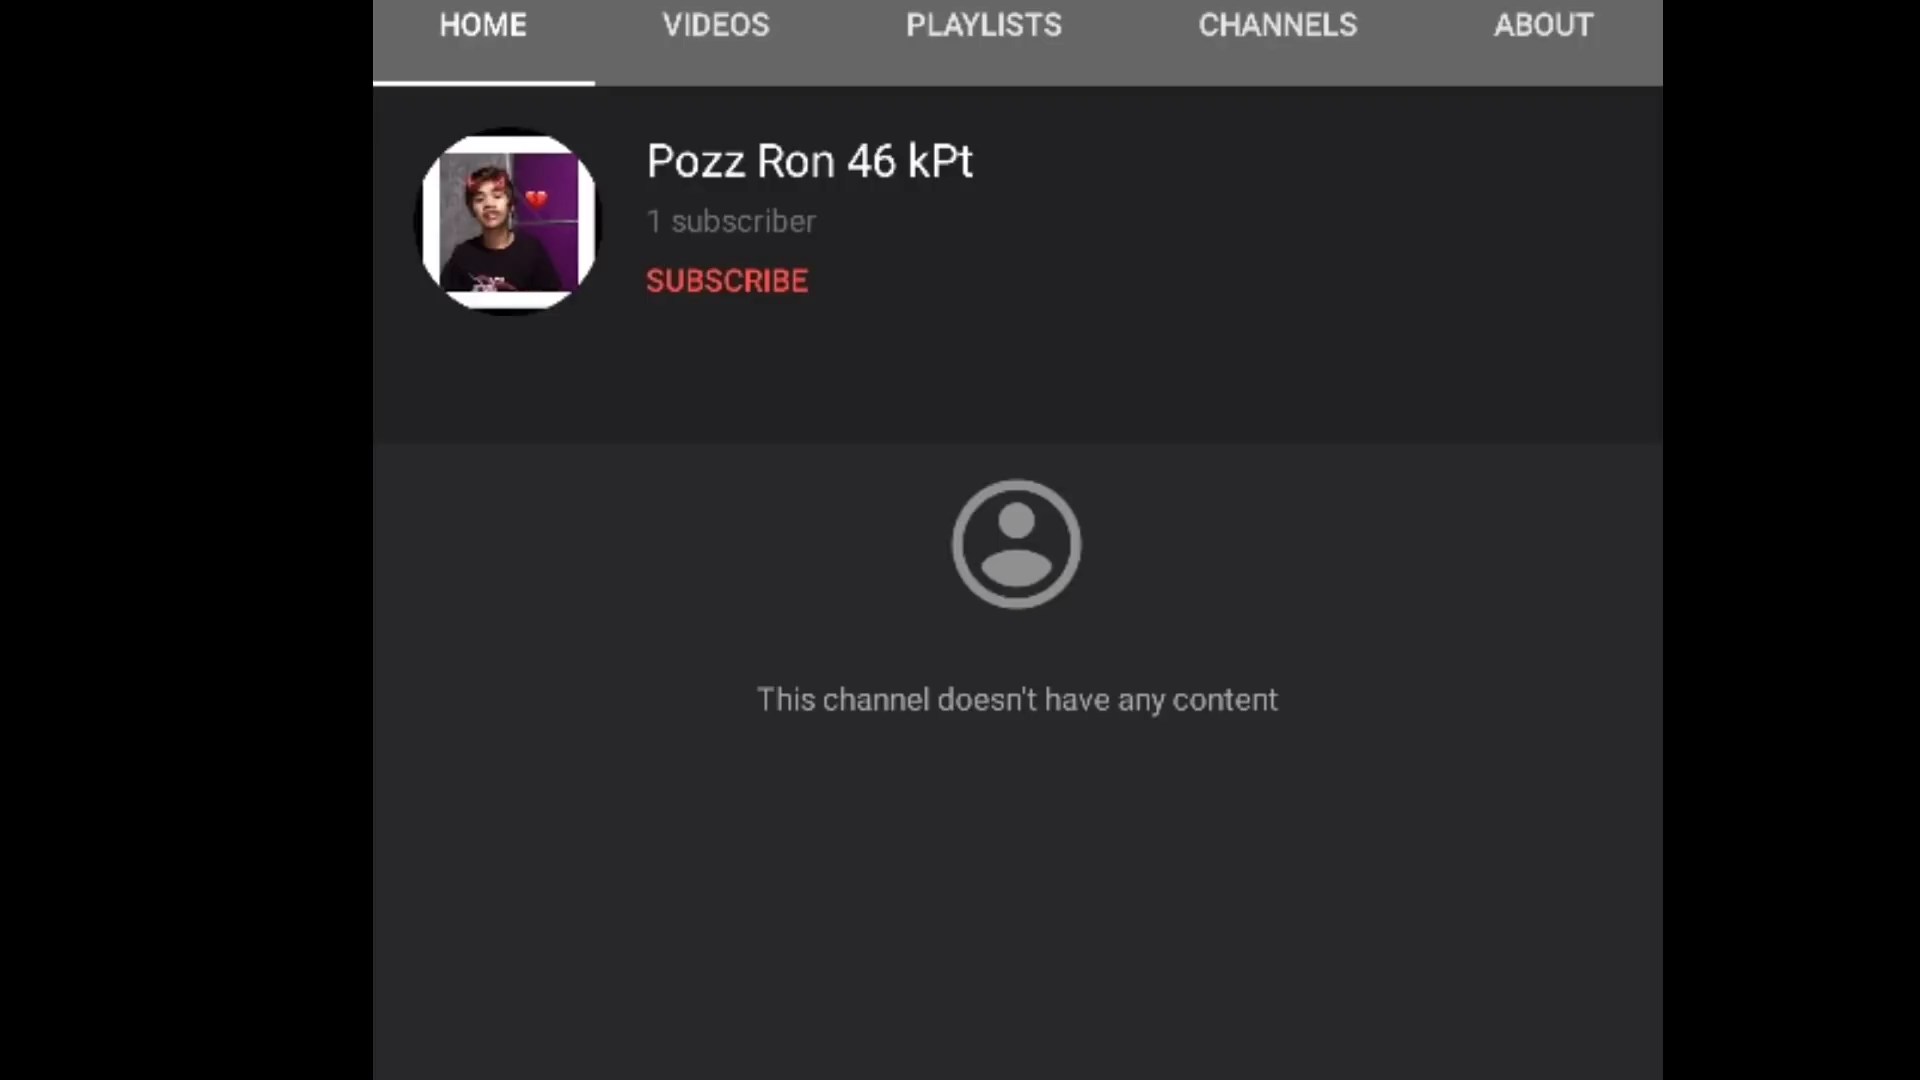 HOME VIDEOS PLAYLISTS CHANNELS ABOUT
Pozz Ron 46 kPt
1 subscriber
SUBSCRIBE
This channel doesn't have any content